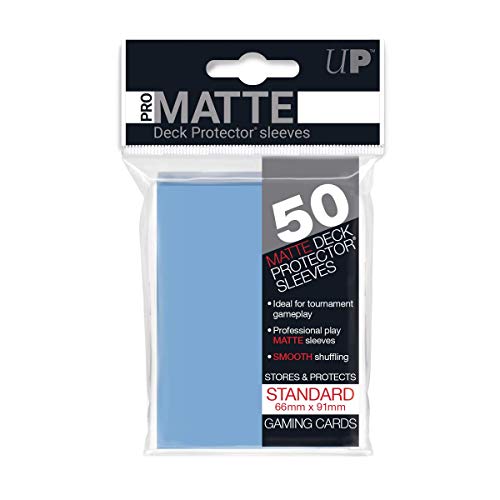 UP™
PRO
MATTE
Deck Protector® sleeves
50
MATTE DECK
PROTECTOR®
SLEEVES
• Ideal for tournament
gameplay
• Professional play
MATTE sleeves
• SMOOTH shuffling
STORES & PROTECTS
STANDARD
66mm x 91mm
GAMING CARDS